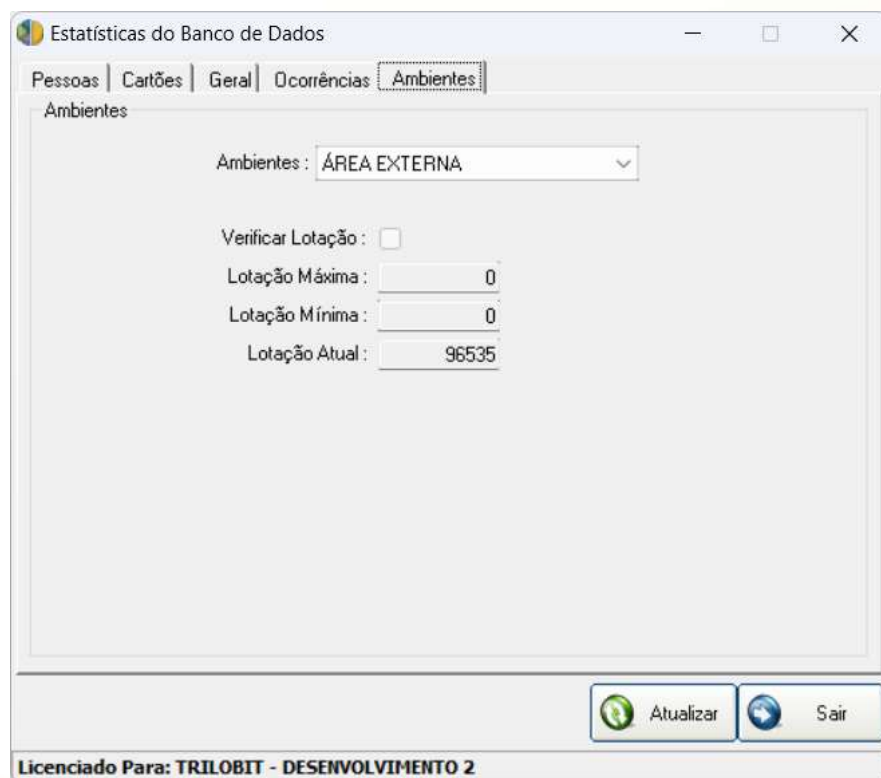 Estatísticas do Banco de Dados
Pessoas Cartões Geral Ocorrências Ambientes
Ambientes
Ambientes : ÁREA EXTERNA
Verificar Lotação :
Lotação Máxima : 0
Lotação Mínima : 0
Lotação Atual : 96535
Atualizar Sair
Licenciado Para: TRILOBIT - DESENVOLVIMENTO 2